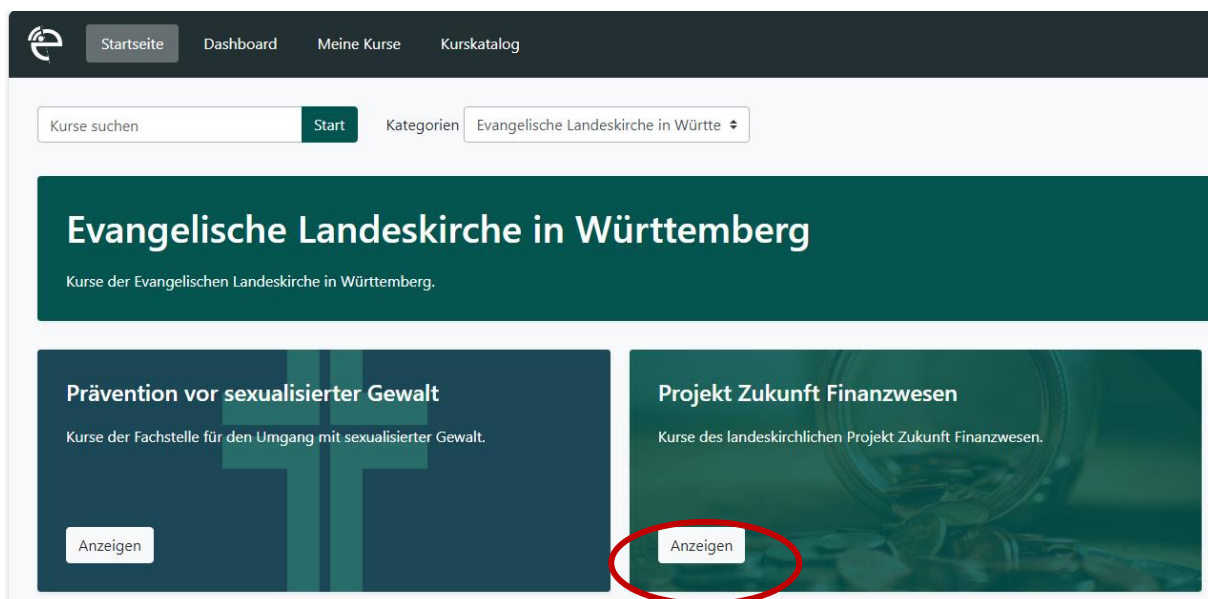 Startseite Dashboard Meine Kurse Kurskatalog
Kurse suchen Start Kategorien Evangelische Landeskirche in Württe
Evangelische Landeskirche in Württemberg
Kurse der Evangelischen Landeskirche in Württemberg.
Prävention vor sexualisierter Gewalt
Kurse der Fachstelle für den Umgang mit sexualisierter Gewalt.
Anzeigen
Projekt Zukunft Finanzwesen
Kurse des landeskirchlichen Projekt Zukunft Finanzwesen.
Anzeigen